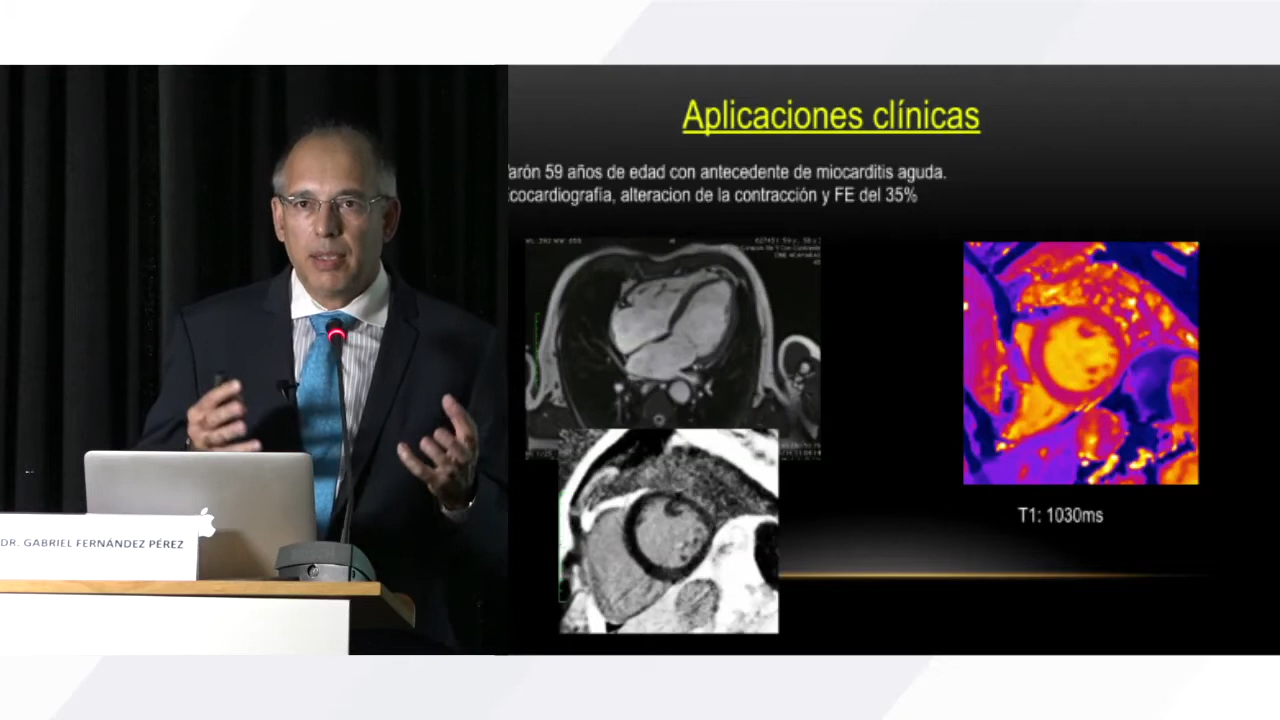 Aplicaciones clínicas
arón 59 años de edad con antecedente de miocarditis aguda.
cocardiografia, alteracion de la contracción y FE del 35%
T1: 1030ms
DR. GABRIEL FERNÁNDEZ PÉREZ